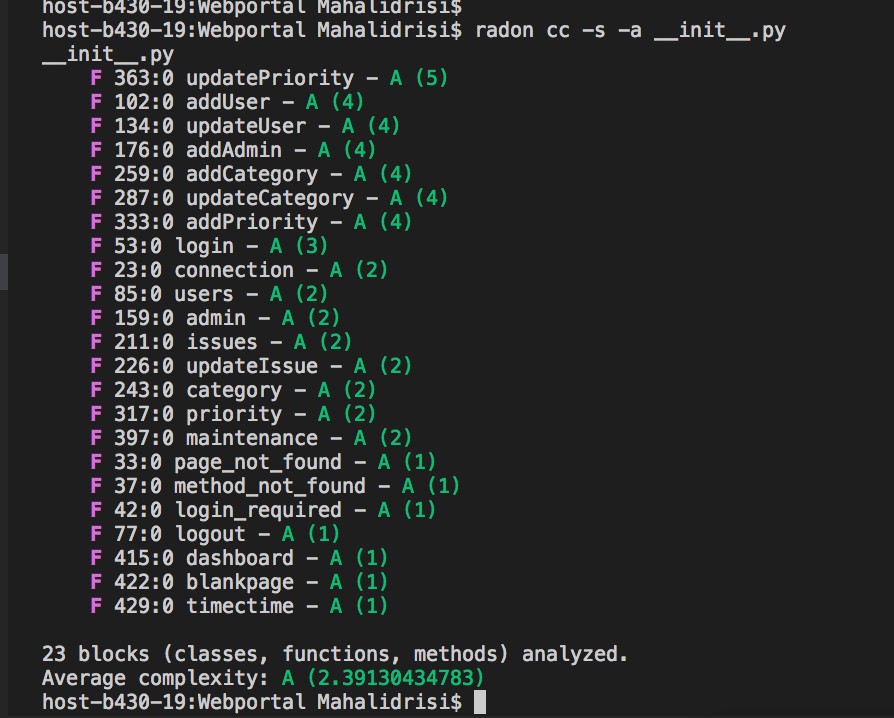 host-b430-19:Webportal Mahalidrisi$
host-b430-19:Webportal Mahalidrisi$ radon cc -s -a __init__.py
__init__.py
F 363:0 updatePriority - A (5)
F 102:0 addUser - A (4)
F 134:0 updateUser - A (4)
F 176:0 addAdmin - A (4)
F 259:0 addCategory - A (4)
F 287:0 updateCategory - A (4)
F 333:0 addPriority - A (4)
F 53:0 login - A (3)
F 23:0 connection - A (2)
F 85:0 users - A (2)
F 159:0 admin - A (2)
F 211:0 issues - A (2)
F 226:0 updateIssue - A (2)
F 243:0 category - A (2)
F 317:0 priority - A (2)
F 397:0 maintenance - A (2)
F 33:0 page_not_found - A (1)
F 37:0 method_not_found - A (1)
F 42:0 login_required - A (1)
F 77:0 logout - A (1)
F 415:0 dashboard - A (1)
F 422:0 blankpage - A (1)
F 429:0 timectime - A (1)
23 blocks (classes, functions, methods) analyzed.
Average complexity: A (2.39130434783)
host-b430-19:Webportal Mahalidrisi$